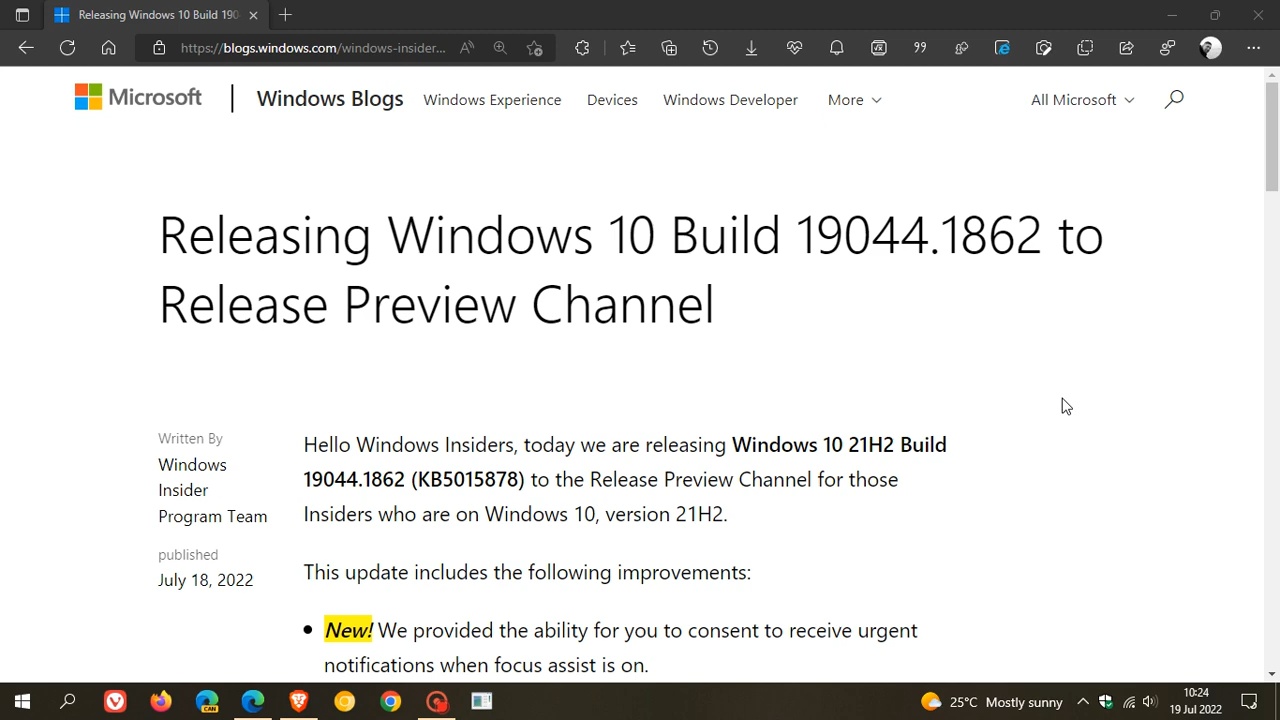 Releasing Windows 10 Build 190
https://blogs.windows.com/windows-insider...
Microsoft
Windows Blogs
Windows Experience
Devices
Windows Developer
More
All Microsoft
Releasing Windows 10 Build 19044.1862 to
Release Preview Channel
Written By
Windows
Insider
Program Team
published
July 18, 2022
Hello Windows Insiders, today we are releasing Windows 10 21H2 Build
19044.1862 (KB5015878) to the Release Preview Channel for those
Insiders who are on Windows 10, version 21H2.
This update includes the following improvements:
• New! We provided the ability for you to consent to receive urgent
notifications when focus assist is on.
CAN
25°C Mostly sunny
10:24
19 Jul 2022